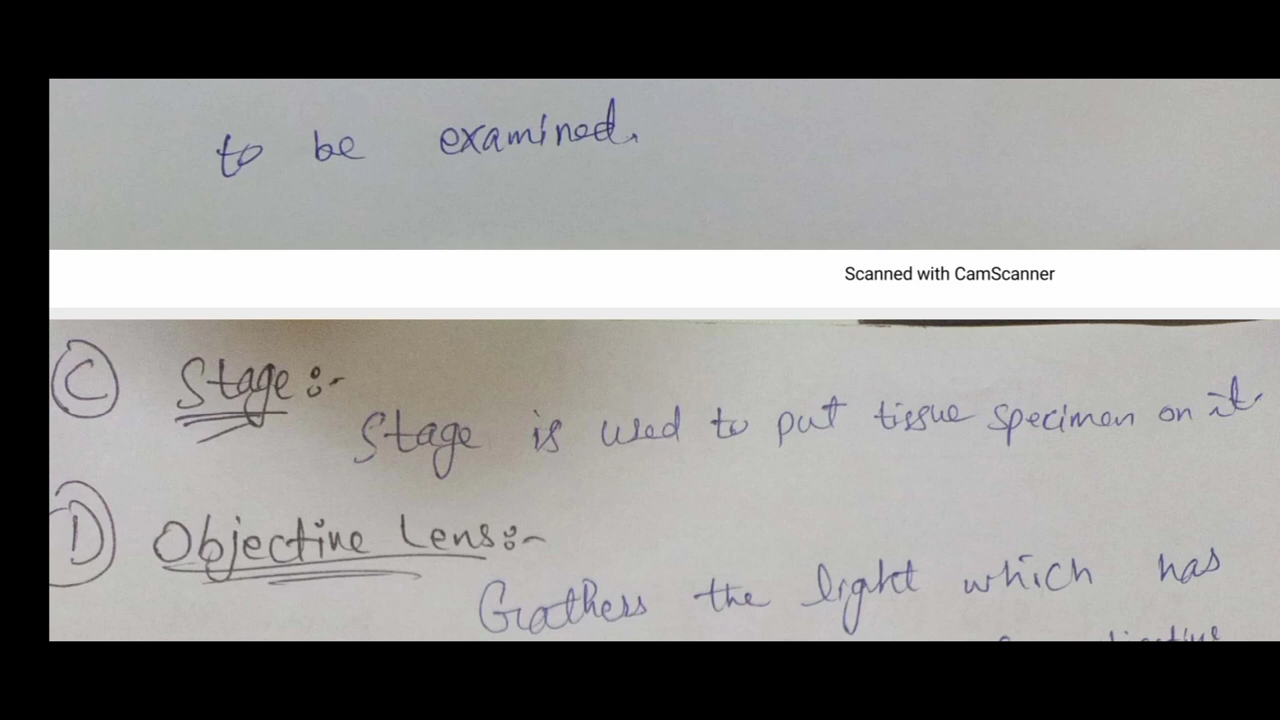 to be examined.
Scanned with CamScanner
C Stage:-
Stage is used to put tissue specimen on it.
D Objective Lens:-
Gathers the light which has